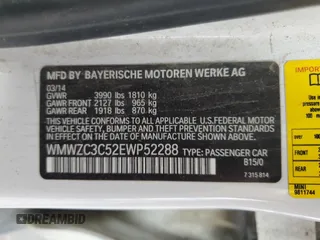 MFD BY BAYERISCHE MOTOREN WERKE AG
03/14
GVWR 3990 lbs 1810 kg
GAWR FRONT 2127 lbs 965 kg
GAWR REAR 1918 lbs 870 kg
THIS VEHICLE CONFORMS TO ALL APPLICABLE
U.S. FEDERAL MOTOR VEHICLE SAFETY, BUMPER,
AND THEFT PREVENTION STANDARDS IN EFFECT
ON THE DATE OF MANUFACTURE SHOWN ABOVE.
WMWZC3C52EWP52288 TYPE: PASSENGER CAR
B15/0
7 315 814
MINI
9811744
DREAMBID